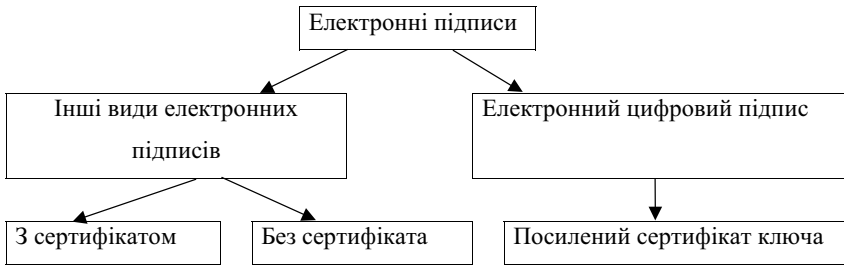 Електронні підписи
Інші види електронних
підписів
Електронний цифровий підпис
З сертифікатом
Без сертифіката
Посилений сертифікат ключа